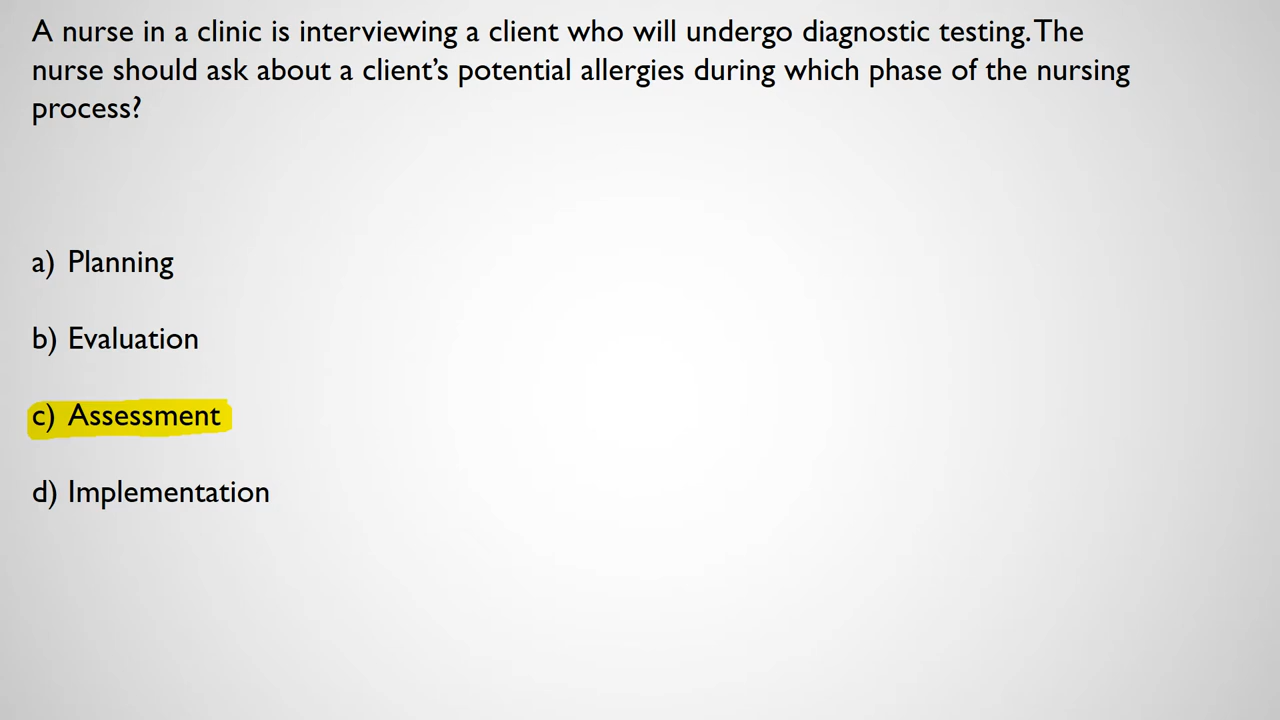 A nurse in a clinic is interviewing a client who will undergo diagnostic testing. The
nurse should ask about a client’s potential allergies during which phase of the nursing
process?
a) Planning
b) Evaluation
c) Assessment
d) Implementation